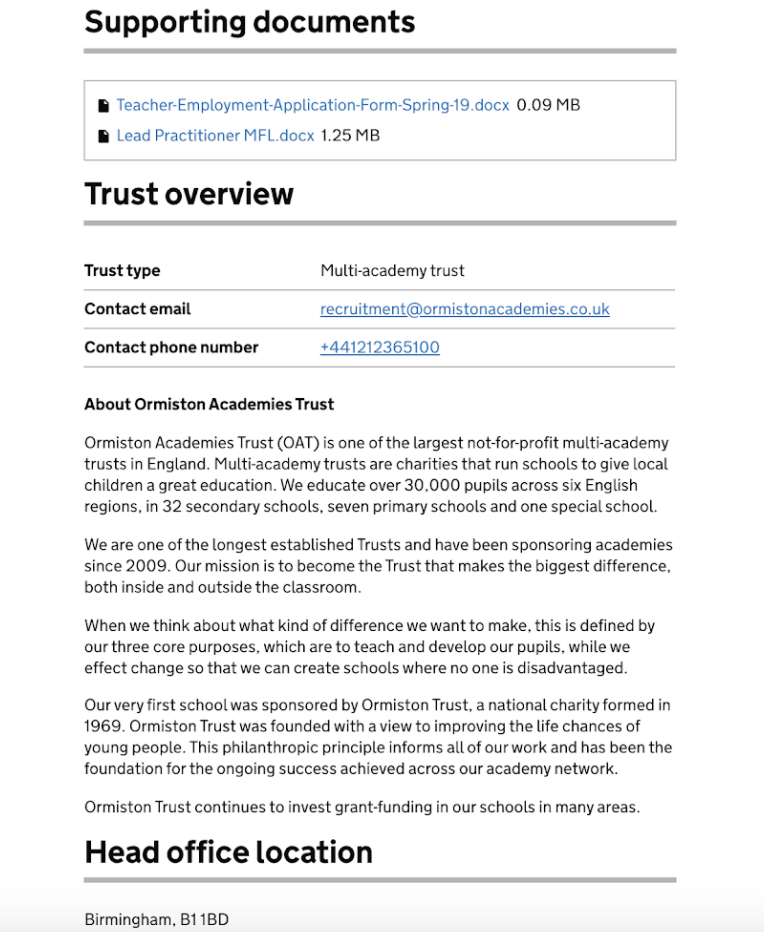 Supporting documents
Teacher-Employment-Application-Form-Spring-19.docx 0.09 MB
Lead Practitioner MFL.docx 1.25 MB
Trust overview
Trust type Multi-academy trust
Contact email recruitment@ormistonacademies.co.uk
Contact phone number +441212365100
About Ormiston Academies Trust
Ormiston Academies Trust (OAT) is one of the largest not-for-profit multi-academy
trusts in England. Multi-academy trusts are charities that run schools to give local
children a great education. We educate over 30,000 pupils across six English
regions, in 32 secondary schools, seven primary schools and one special school.
We are one of the longest established Trusts and have been sponsoring academies
since 2009. Our mission is to become the Trust that makes the biggest difference,
both inside and outside the classroom.
When we think about what kind of difference we want to make, this is defined by
our three core purposes, which are to teach and develop our pupils, while we
effect change so that we can create schools where no one is disadvantaged.
Our very first school was sponsored by Ormiston Trust, a national charity formed in
1969. Ormiston Trust was founded with a view to improving the life chances of
young people. This philanthropic principle informs all of our work and has been the
foundation for the ongoing success achieved across our academy network.
Ormiston Trust continues to invest grant-funding in our schools in many areas.
Head office location
Birmingham, B1 1BD